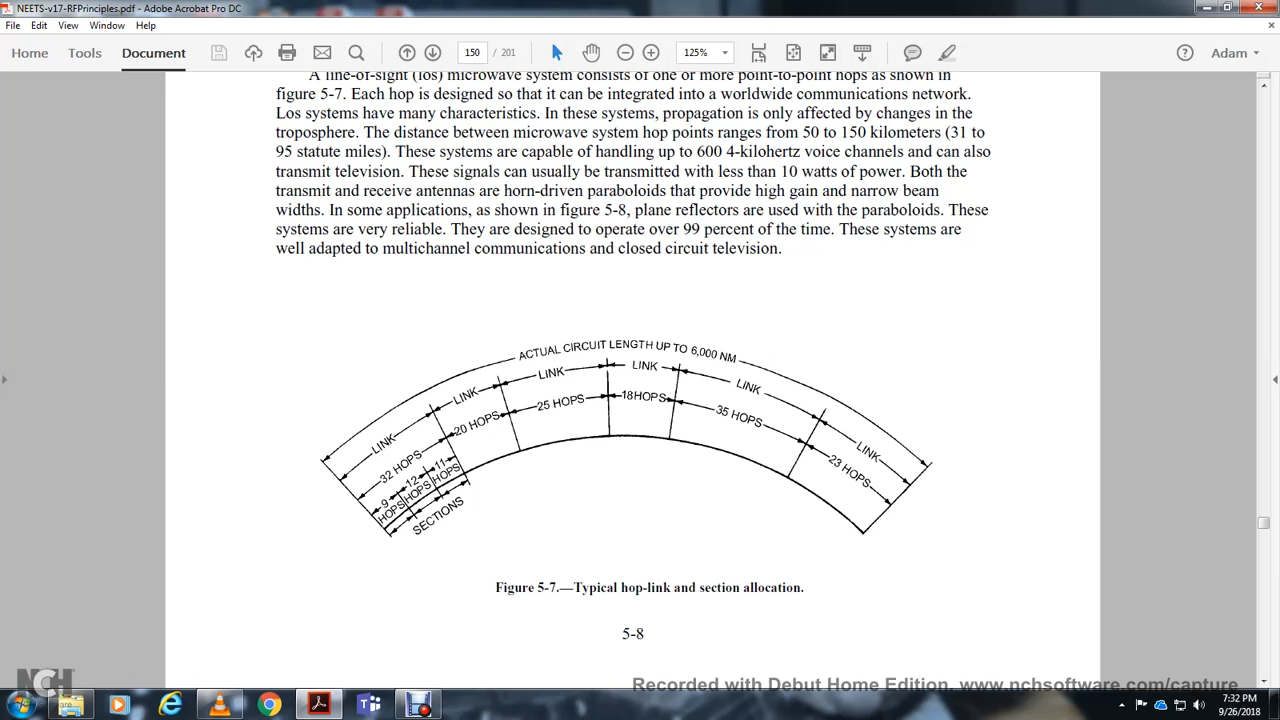 NEETS-v17-RFPrinciples.pdf - Adobe Acrobat Pro DC
File Edit View Window Help
Home Tools Document 150 / 201 125% Adam
A line-of-sight (los) microwave system consists of one or more point-to-point hops as shown in
figure 5-7. Each hop is designed so that it can be integrated into a worldwide communications network.
Los systems have many characteristics. In these systems, propagation is only affected by changes in the
troposphere. The distance between microwave system hop points ranges from 50 to 150 kilometers (31 to
95 statute miles). These systems are capable of handling up to 600 4-kilohertz voice channels and can also
transmit television. These signals can usually be transmitted with less than 10 watts of power. Both the
transmit and receive antennas are horn-driven paraboloids that provide high gain and narrow beam
widths. In some applications, as shown in figure 5-8, plane reflectors are used with the paraboloids. These
systems are very reliable. They are designed to operate over 99 percent of the time. These systems are
well adapted to multichannel communications and closed circuit television.
ACTUAL CIRCUIT LENGTH UP TO 6,000 NM
LINK LINK LINK LINK LINK LINK
32 HOPS 20 HOPS 25 HOPS 18HOPS 35 HOPS 23 HOPS
9 12 11
HOPS HOPS HOPS
SECTIONS
Figure 5-7.—Typical hop-link and section allocation.
5-8
NCH
Recorded with Debut Home Edition. www.nchsoftware.com/capture
7:32 PM
9/26/2018